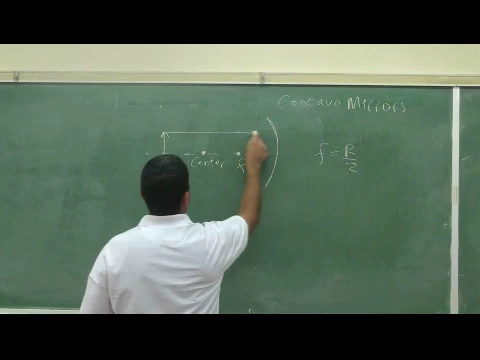 Concave Mirrors
f = R/2
Center f